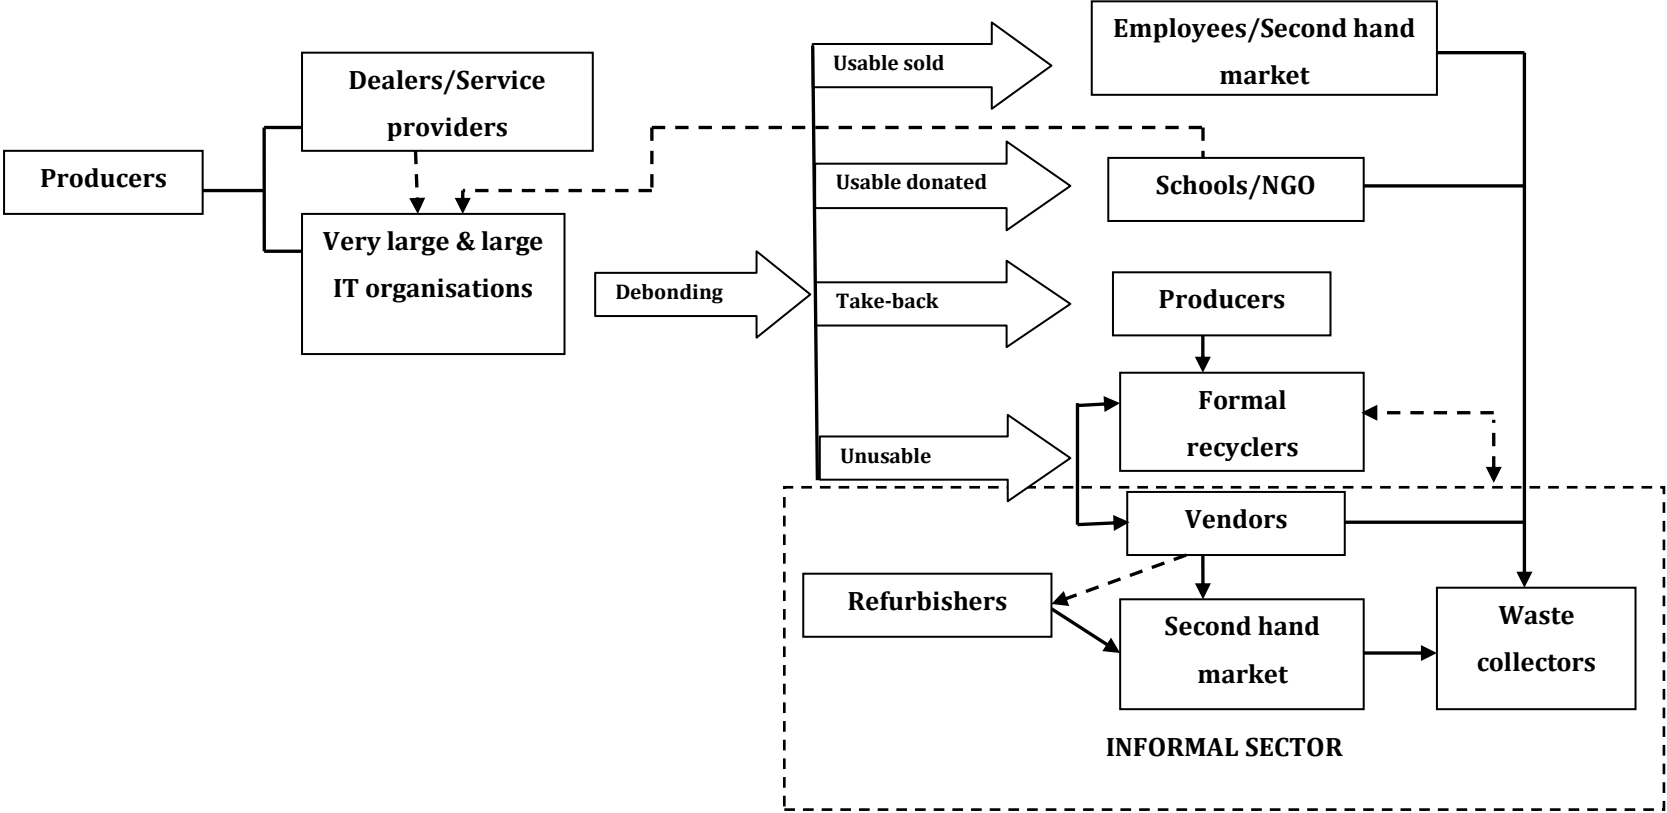 Employees/Second hand
market
Usable sold
Dealers/Service
providers
Producers
Usable donated
Schools/NGO
Very large & large
IT organisations
Debonding
Take-back
Producers
Formal
recyclers
Unusable
Vendors
Refurbishers
Second hand
market
Waste
collectors
INFORMAL SECTOR